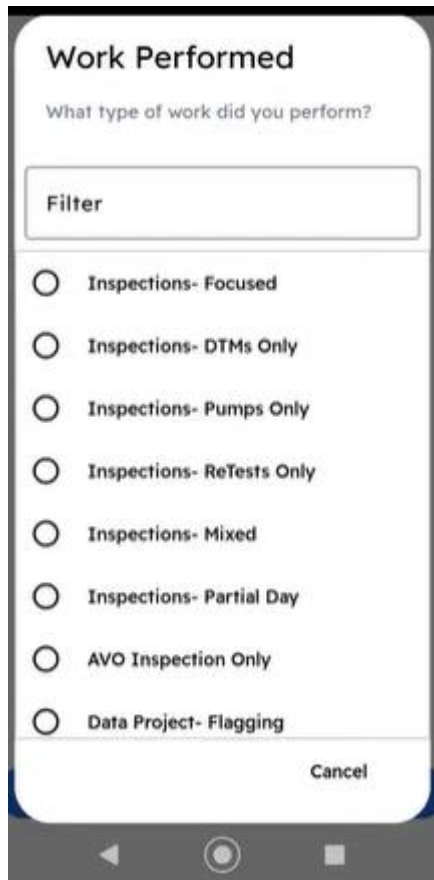 Work Performed
What type of work did you perform?
Filter
Inspections- Focused
Inspections- DTMs Only
Inspections- Pumps Only
Inspections- ReTests Only
Inspections- Mixed
Inspections- Partial Day
AVO Inspection Only
Data Project- Flagging
Cancel